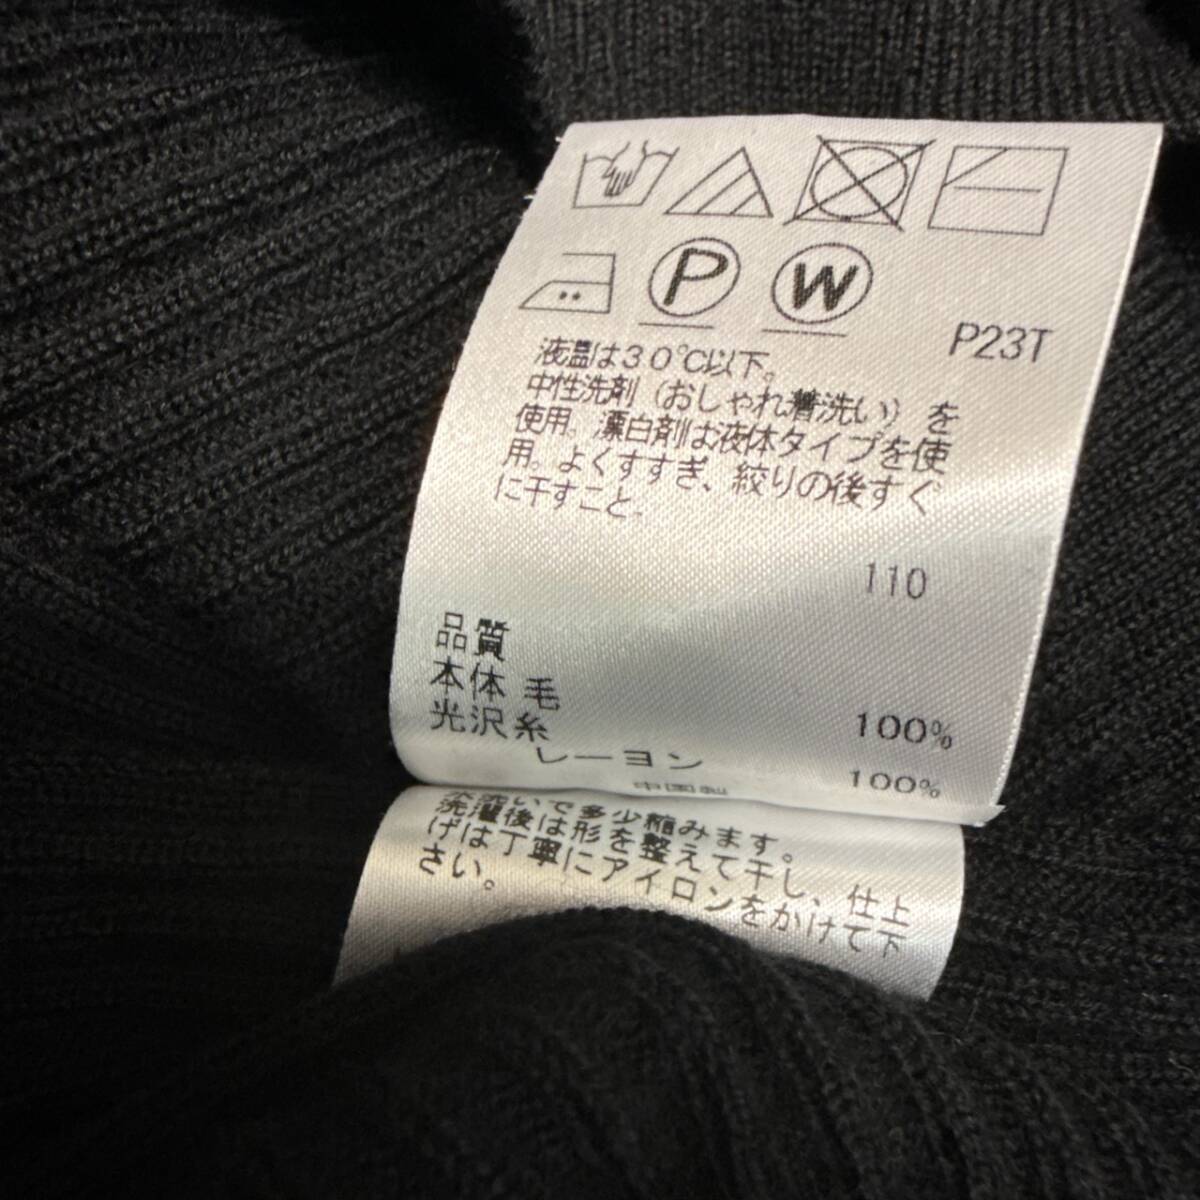 P
W
P23T
液温は30℃以下。
中性洗剤（おしゃれ着洗い）を
使用。漂白剤は液体タイプを使
用。よくすすぎ、絞りの後すぐ
に干すこと。
110
品質
本体 毛 100%
光沢糸
レーヨン 100%
中国製
水洗いで多少縮みます。
洗濯後は形を整えて干し、仕上
げは丁寧にアイロンをかけて下
さい。